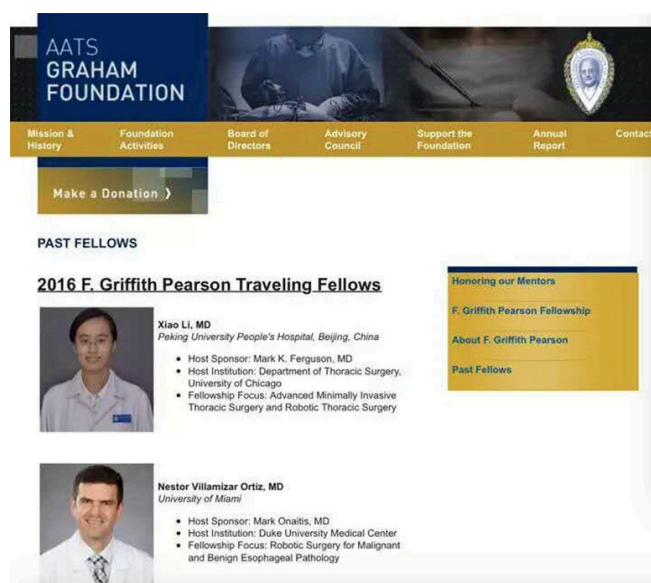 AATS
GRAHAM
FOUNDATION
Mission & History
Foundation Activities
Board of Directors
Advisory Council
Support the Foundation
Annual Report
Contact
Make a Donation ⟩
PAST FELLOWS
2016 F. Griffith Pearson Traveling Fellows
Xiao Li, MD
Peking University People's Hospital, Beijing, China
• Host Sponsor: Mark K. Ferguson, MD
• Host Institution: Department of Thoracic Surgery,
University of Chicago
• Fellowship Focus: Advanced Minimally Invasive
Thoracic Surgery and Robotic Thoracic Surgery
Nestor Villamizar Ortiz, MD
University of Miami
• Host Sponsor: Mark Onaitis, MD
• Host Institution: Duke University Medical Center
• Fellowship Focus: Robotic Surgery for Malignant
and Benign Esophageal Pathology
Honoring our Mentors
F. Griffith Pearson Fellowship
About F. Griffith Pearson
Past Fellows